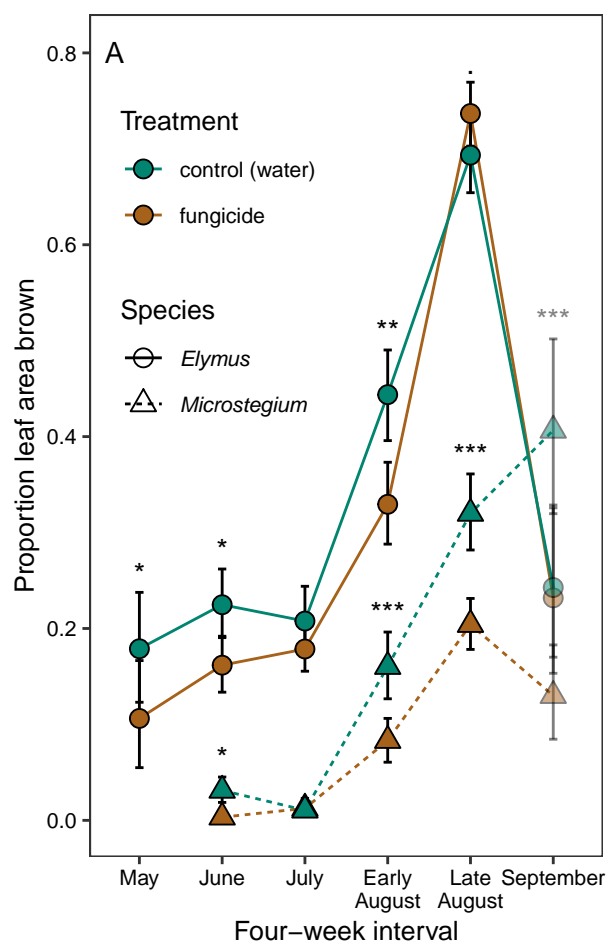 A
0.8
0.6
0.4
0.2
0.0
Proportion leaf area brown
Treatment
control (water)
fungicide
Species
Elymus
Microstegium
.
**
***
***
*
*
***
*
May
June
July
Early
August
Late
August
September
Four−week interval